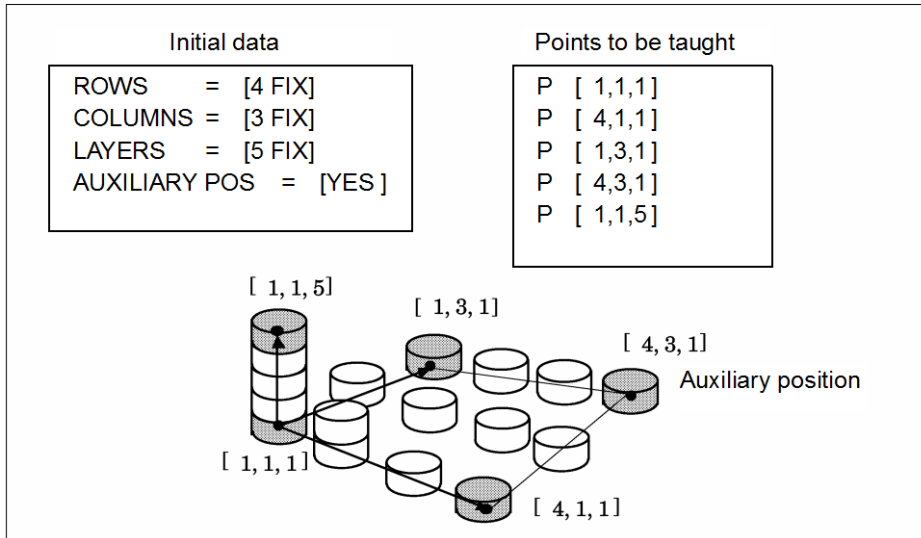 Initial data
ROWS = [4 FIX]
COLUMNS = [3 FIX]
LAYERS = [5 FIX]
AUXILIARY POS = [YES ]
Points to be taught
P [ 1,1,1 ]
P [ 4,1,1 ]
P [ 1,3,1 ]
P [ 4,3,1 ]
P [ 1,1,5 ]
[ 1, 1, 5]
[ 1, 3, 1]
[ 4, 3, 1]
Auxiliary position
[ 1, 1, 1]
[ 4, 1, 1]